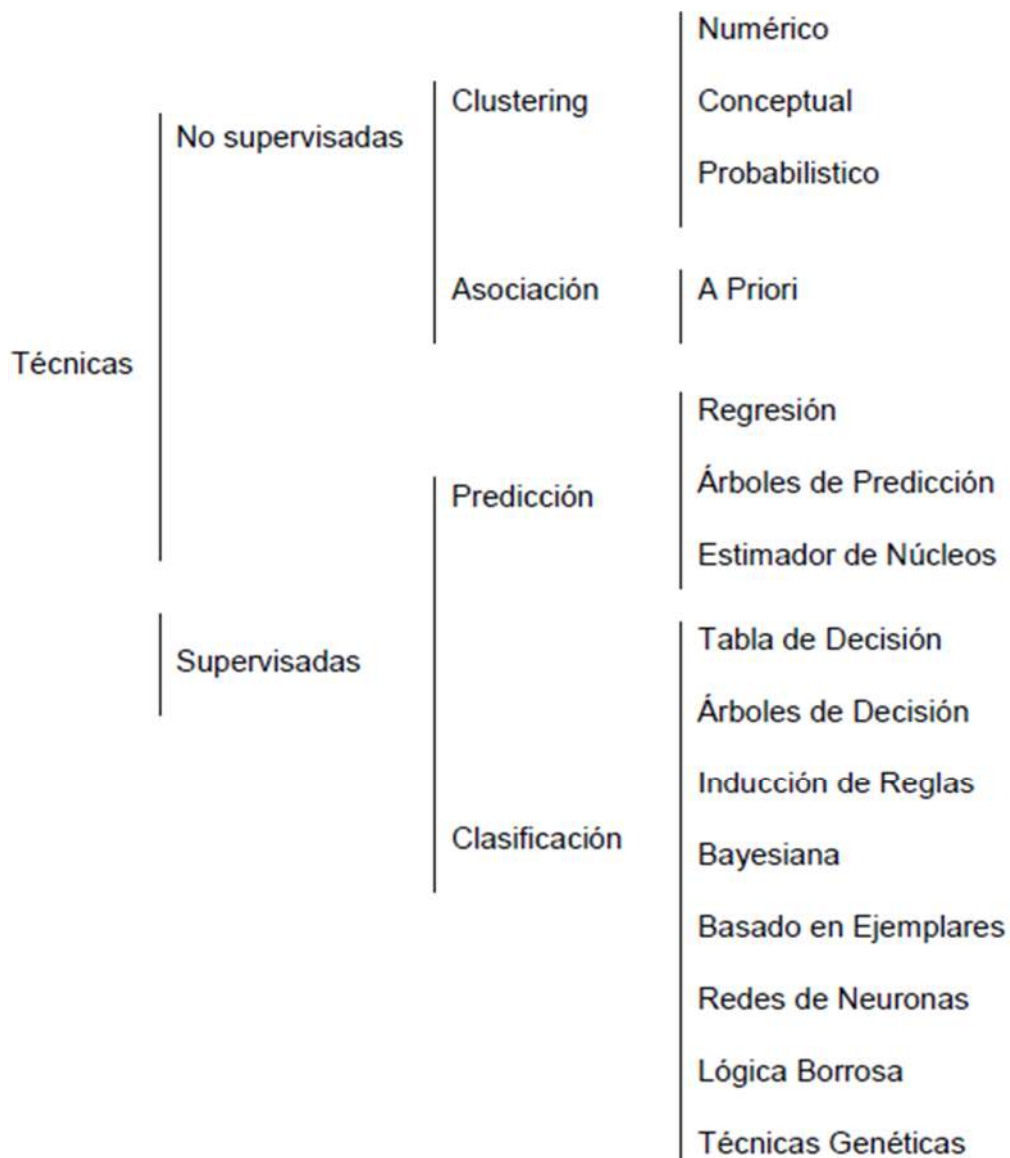 Numérico
Clustering
Conceptual
No supervisadas
Probabilistico
Asociación
A Priori
Técnicas
Regresión
Predicción
Árboles de Predicción
Estimador de Núcleos
Tabla de Decisión
Supervisadas
Árboles de Decisión
Inducción de Reglas
Clasificación
Bayesiana
Basado en Ejemplares
Redes de Neuronas
Lógica Borrosa
Técnicas Genéticas